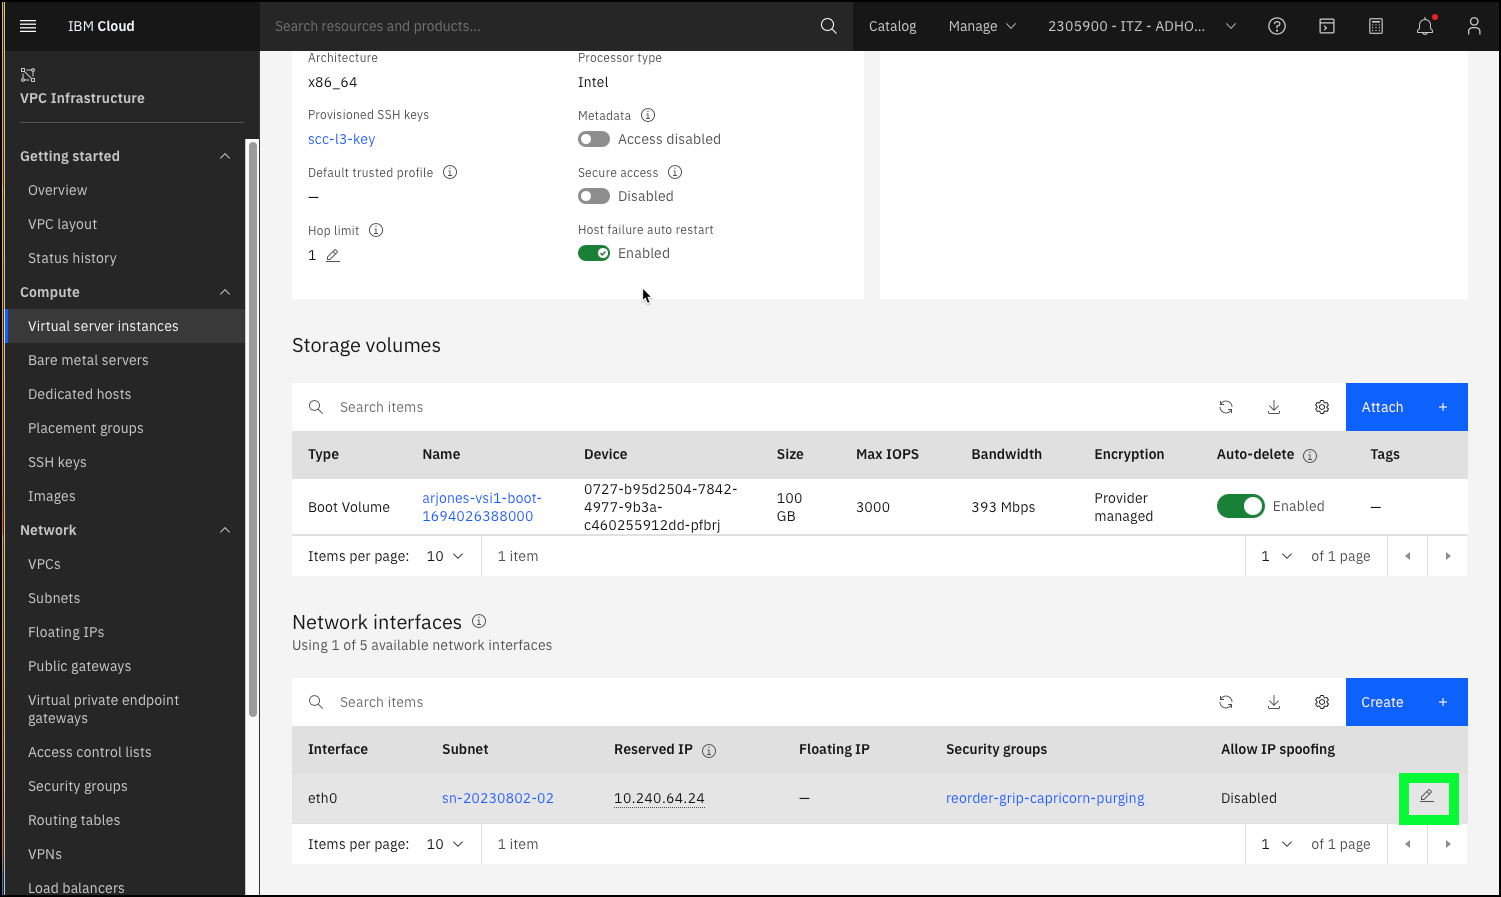 IBM Cloud
Search resources and products...
Catalog
Manage
2305900 - ITZ - ADHO...
VPC Infrastructure
Getting started
Overview
VPC layout
Status history
Compute
Virtual server instances
Bare metal servers
Dedicated hosts
Placement groups
SSH keys
Images
Network
VPCs
Subnets
Floating IPs
Public gateways
Virtual private endpoint
gateways
Access control lists
Security groups
Routing tables
VPNs
Load balancers
Architecture
x86_64
Processor type
Intel
Provisioned SSH keys
scc-l3-key
Metadata
Access disabled
Default trusted profile
–
Secure access
Disabled
Hop limit
1
Host failure auto restart
Enabled
Storage volumes
Search items
Attach +
Type Name Device Size Max IOPS Bandwidth Encryption Auto-delete Tags
Boot Volume
arjones-vsi1-boot-
1694026388000
0727-b95d2504-7842-
4977-9b3a-
c460255912dd-pfbrj
100
GB
3000
393 Mbps
Provider
managed
Enabled
–
Items per page: 10 1 item 1 of 1 page
Network interfaces
Using 1 of 5 available network interfaces
Search items
Create +
Interface Subnet Reserved IP Floating IP Security groups Allow IP spoofing
eth0 sn-20230802-02 10.240.64.24 – reorder-grip-capricorn-purging Disabled
Items per page: 10 1 item 1 of 1 page